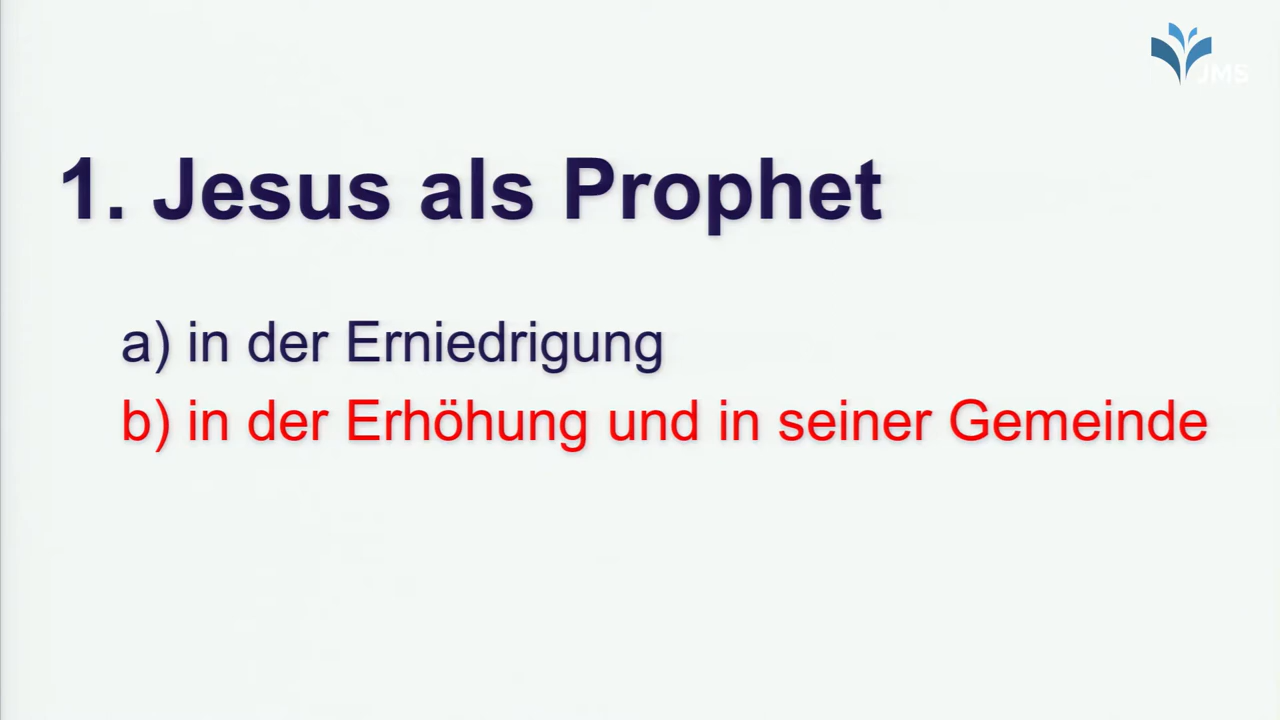 JMS
1. Jesus als Prophet
a) in der Erniedrigung
b) in der Erhöhung und in seiner Gemeinde